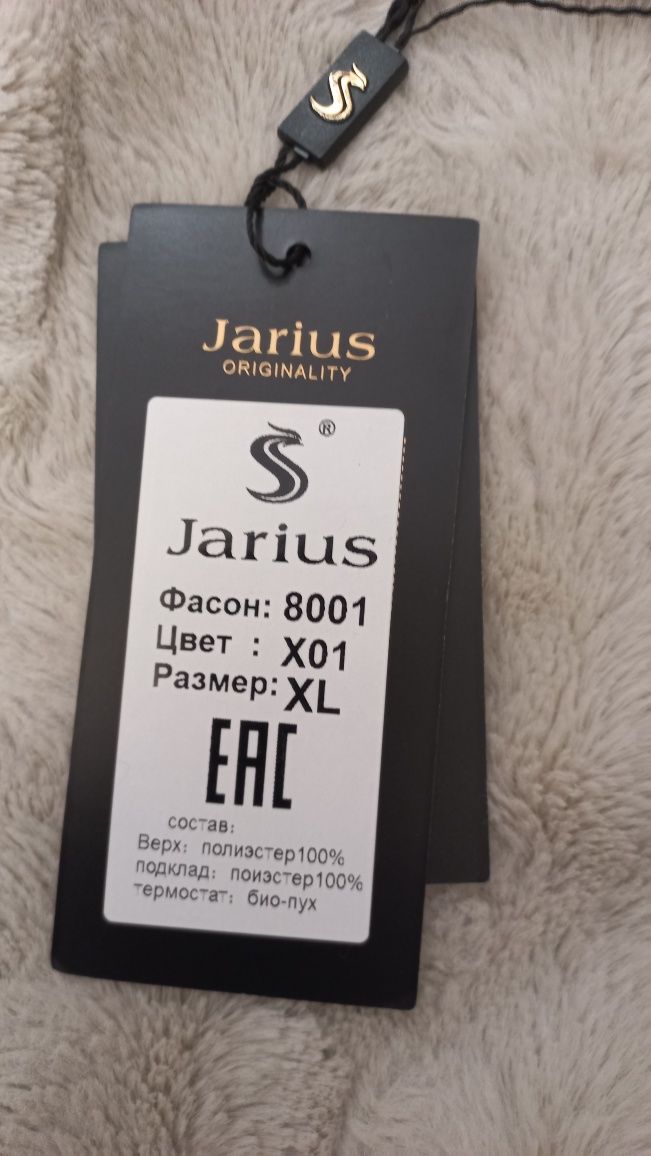 Jarius
ORIGINALITY
®
Jarius
Фасон: 8001
Цвет : X01
Размер: XL
EAC
состав:
Верх: полиэстер100%
подклад: поиэстер100%
термостат: био-пух